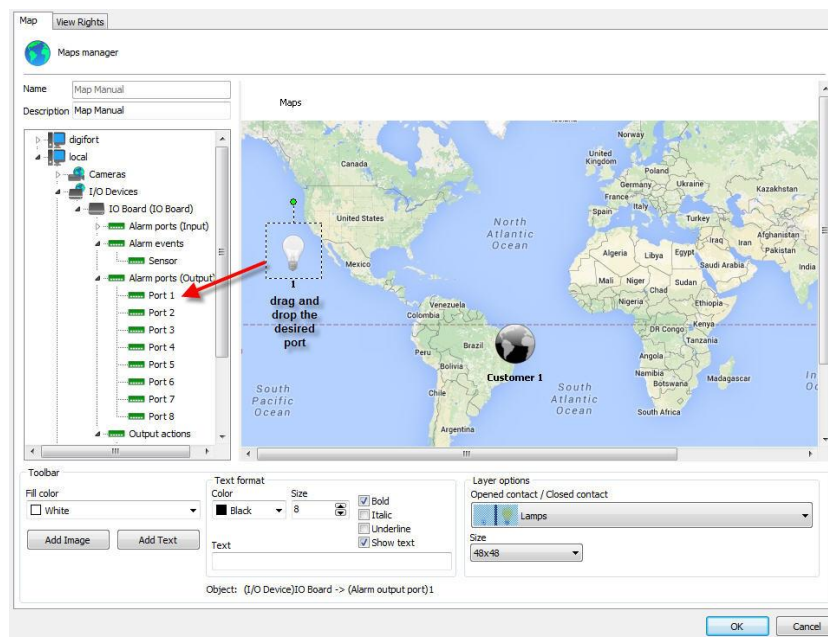 Map
View Rights
Maps manager
Name
Map Manual
Description
Map Manual
digifort
local
Cameras
I/O Devices
IO Board (IO Board)
Alarm ports (Input)
Alarm events
Sensor
Alarm ports (Output)
Port 1
Port 2
Port 3
Port 4
Port 5
Port 6
Port 7
Port 8
Output actions
Maps
Canada
United States
Mexico
Venezuela
Colombia
Peru
Brazil
Bolivia
Chile
Argentina
North
Atlantic
Ocean
South
Pacific
Ocean
South
Atlantic
Ocean
Norway
United
Kingdom
Poland
Germany
Ukraine
France
Kazakhstan
Spain
Italy
Turkey
Iraq
Iran
Afghanistan
Pakistan
Algeria
Libya
Egypt
Saudi Arabia
India
Mali
Niger
Chad
Sudan
Nigeria
Ethiopia
DR Congo
Kenya
Tanzania
Angola
Namibia
Botswana
Madagascar
South Africa
In
Oc
1
drag and
drop the
desired
port
Customer 1
Toolbar
Fill color
White
Add Image
Add Text
Text format
Color
Size
Black
8
Bold
Italic
Underline
Show text
Text
Layer options
Opened contact / Closed contact
Lamps
Size
48x48
Object: (I/O Device)IO Board -> (Alarm output port)1
OK
Cancel